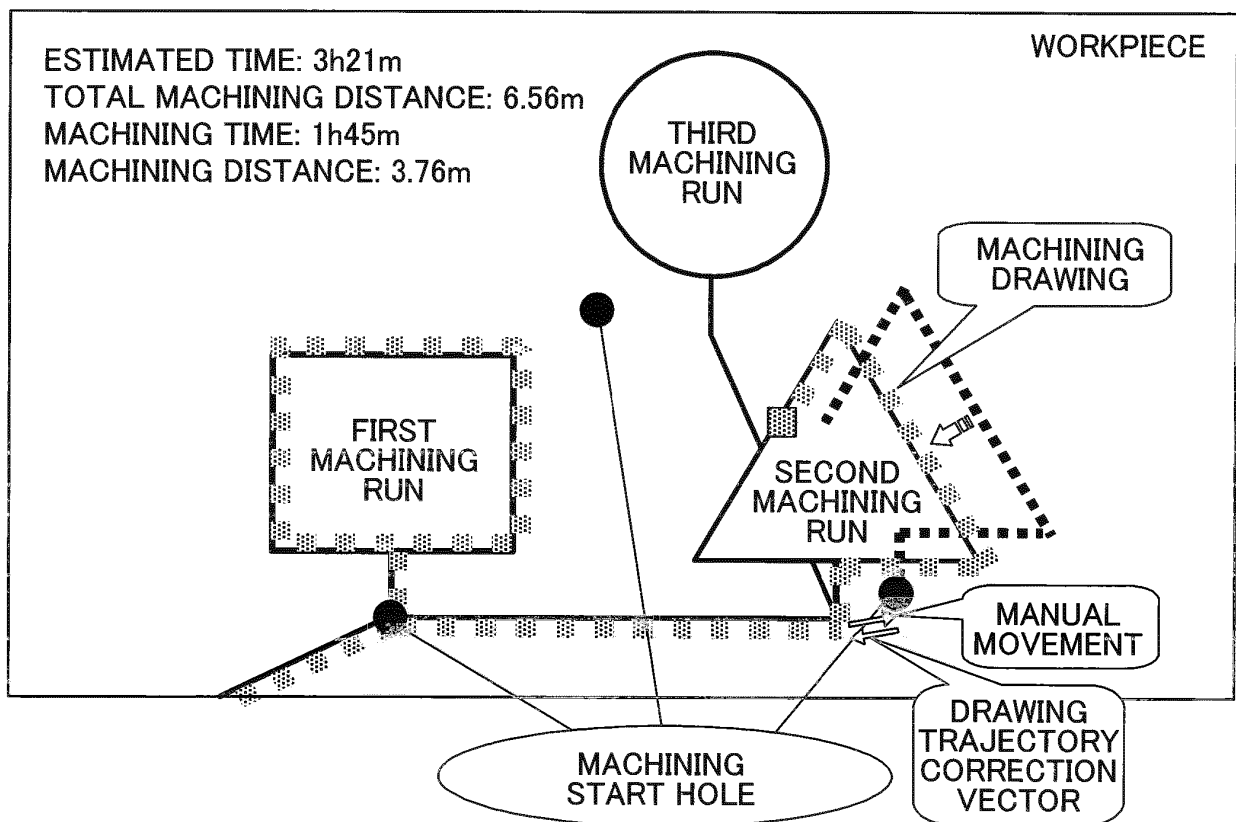 ESTIMATED TIME: 3h21m
TOTAL MACHINING DISTANCE: 6.56m
MACHINING TIME: 1h45m
MACHINING DISTANCE: 3.76m
WORKPIECE
THIRD
MACHINING
RUN
MACHINING
DRAWING
FIRST
MACHINING
RUN
SECOND
MACHINING
RUN
MANUAL
MOVEMENT
DRAWING
TRAJECTORY
CORRECTION
VECTOR
MACHINING
START HOLE